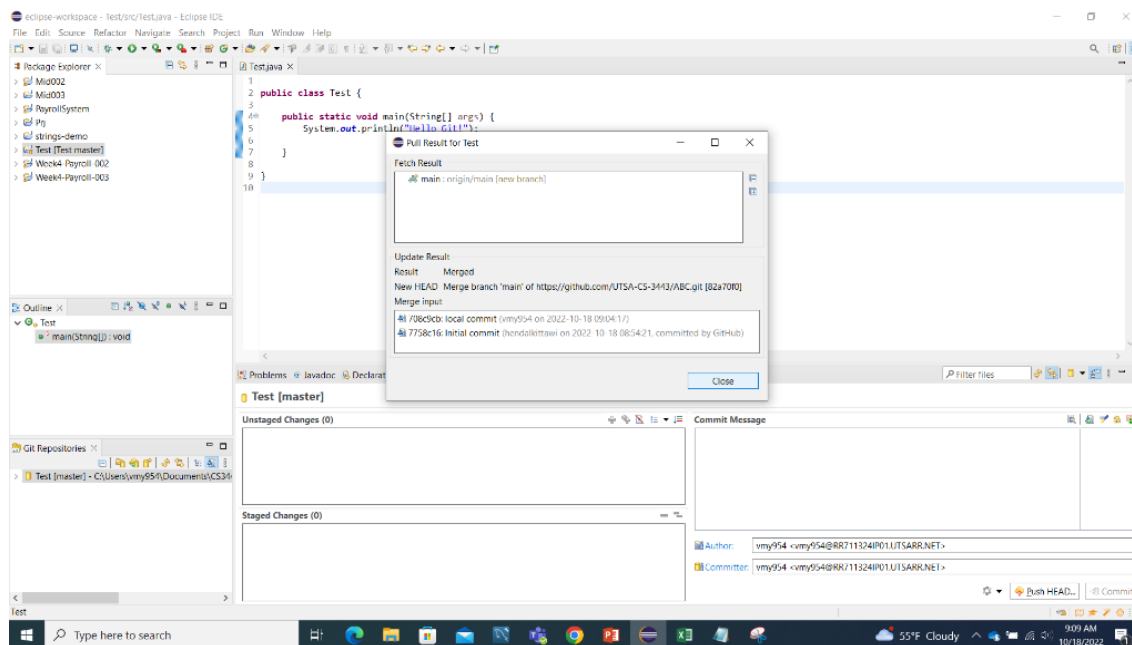 eclipse-workspace - Test/src/Test.java - Eclipse IDE
File Edit Source Refactor Navigate Search Project Run Window Help
Package Explorer
Test.java
Mid002
Mid003
PayrollSystem
Prj
strings-demo
Test [Test master]
Week4-Payroll-002
Week4-Payroll-003
1
2 public class Test {
3
4 public static void main(String[] args) {
5 System.out.println("Hello Git!");
6
7 }
8
9 }
10
Pull Result for Test
Fetch Result
main : origin/main [new branch]
Update Result
Result Merged
New HEAD Merge branch 'main' of https://github.com/UTSA-CS-3443/ABC.git [82a70f0]
Merge input
708c9cb: local commit (vmy954 on 2022-10-18 09:04:17)
7758c16: Initial commit (hendalkittawi on 2022-10-18 08:54:21, committed by GitHub)
Close
Outline
Test
main(String[]) : void
Problems Javadoc Declarat
Filter files
Test [master]
Unstaged Changes (0)
Commit Message
Git Repositories
Test [master] - C:\Users\vmy954\Documents\CS34
Staged Changes (0)
Author: vmy954 <vmy954@RR711324IP01.UTSARR.NET>
Committer: vmy954 <vmy954@RR711324IP01.UTSARR.NET>
Push HEAD...
Commit
Test
Type here to search
55°F Cloudy
9:09 AM
10/18/2022